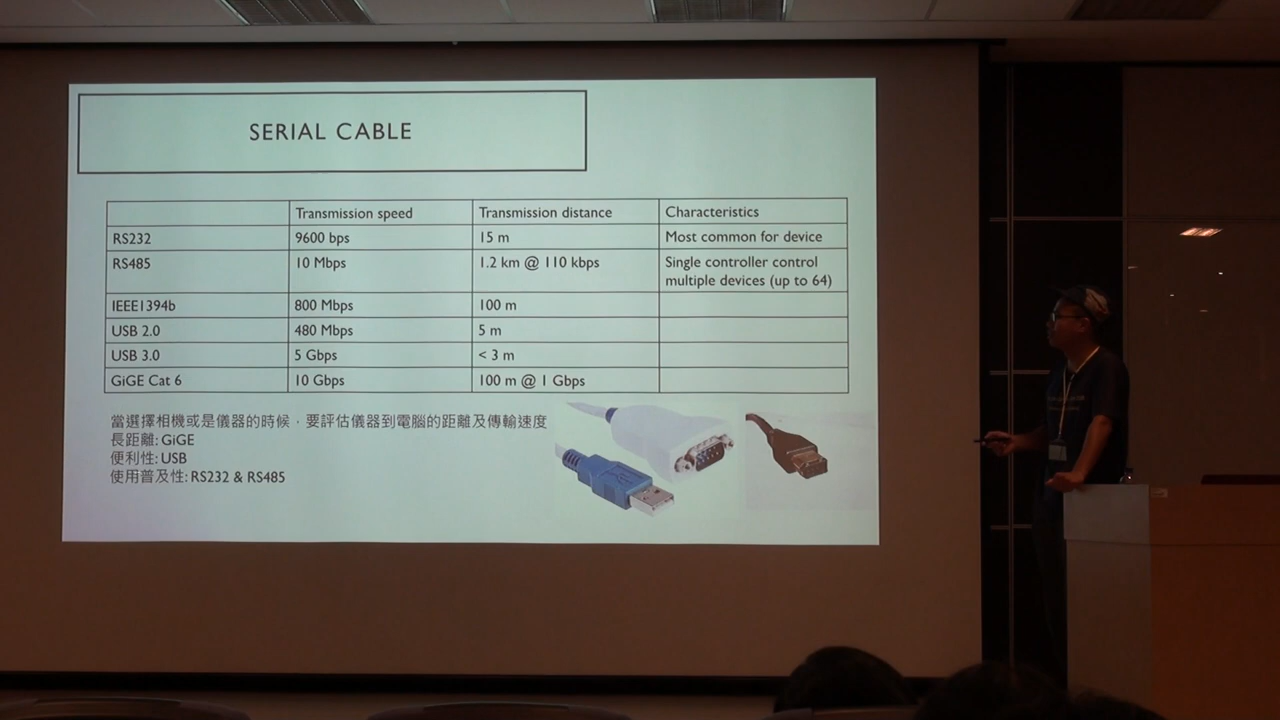 SERIAL CABLE
Transmission speed Transmission distance Characteristics
RS232 9600 bps 15 m Most common for device
RS485 10 Mbps 1.2 km @ 110 kbps Single controller control
multiple devices (up to 64)
IEEE1394b 800 Mbps 100 m
USB 2.0 480 Mbps 5 m
USB 3.0 5 Gbps < 3 m
GiGE Cat 6 10 Gbps 100 m @ 1 Gbps
當選擇相機或是儀器的時候，要評估儀器到電腦的距離及傳輸速度
長距離: GiGE
便利性: USB
使用普及性: RS232 & RS485